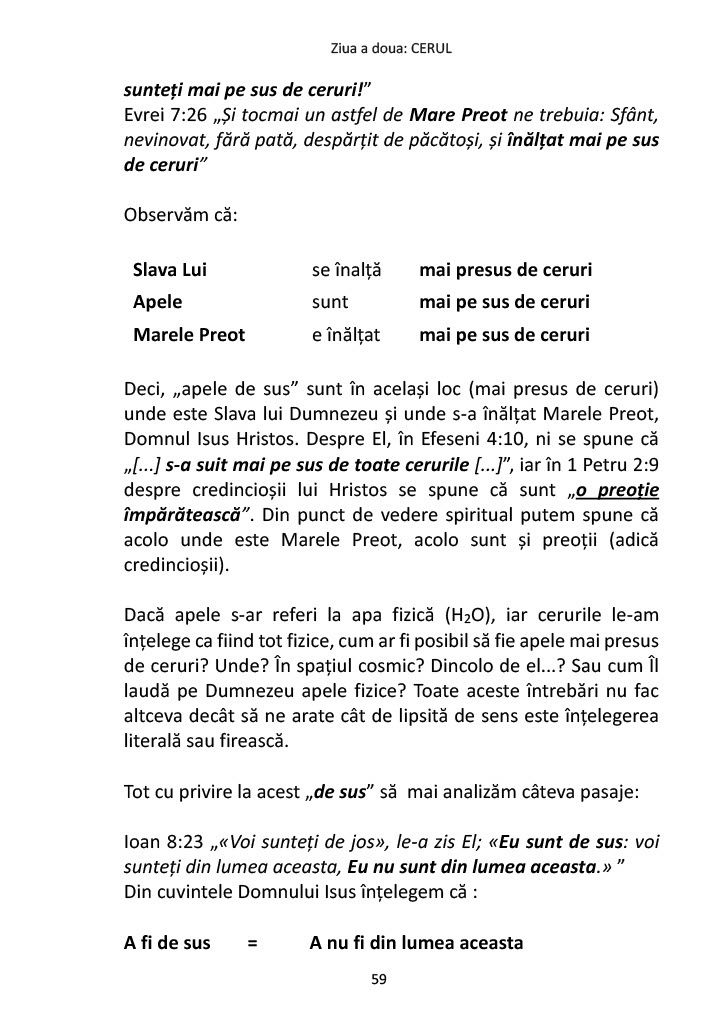 Ziua a doua: CERUL
sunteți mai pe sus de ceruri!”
Evrei 7:26 „Și tocmai un astfel de Mare Preot ne trebuia: Sfânt,
nevinovat, fără pată, despărțit de păcătoși, și înălțat mai pe sus
de ceruri”
Observăm că:
Slava Lui se înalță mai presus de ceruri
Apele sunt mai pe sus de ceruri
Marele Preot e înălțat mai pe sus de ceruri
Deci, „apele de sus” sunt în același loc (mai presus de ceruri)
unde este Slava lui Dumnezeu și unde s-a înălțat Marele Preot,
Domnul Isus Hristos. Despre El, în Efeseni 4:10, ni se spune că
„[...] s-a suit mai pe sus de toate cerurile [...]”, iar în 1 Petru 2:9
despre credincioșii lui Hristos se spune că sunt „o preoție
împărătească”. Din punct de vedere spiritual putem spune că
acolo unde este Marele Preot, acolo sunt și preoții (adică
credincioșii).
Dacă apele s-ar referi la apa fizică (H₂O), iar cerurile le-am
înțelege ca fiind tot fizice, cum ar fi posibil să fie apele mai presus
de ceruri? Unde? În spațiul cosmic? Dincolo de el...? Sau cum Îl
laudă pe Dumnezeu apele fizice? Toate aceste întrebări nu fac
altceva decât să ne arate cât de lipsită de sens este înțelegerea
literală sau firească.
Tot cu privire la acest „de sus” să mai analizăm câteva pasaje:
Ioan 8:23 „«Voi sunteți de jos», le-a zis El; «Eu sunt de sus: voi
sunteți din lumea aceasta, Eu nu sunt din lumea aceasta.» ”
Din cuvintele Domnului Isus înțelegem că :
A fi de sus = A nu fi din lumea aceasta
59